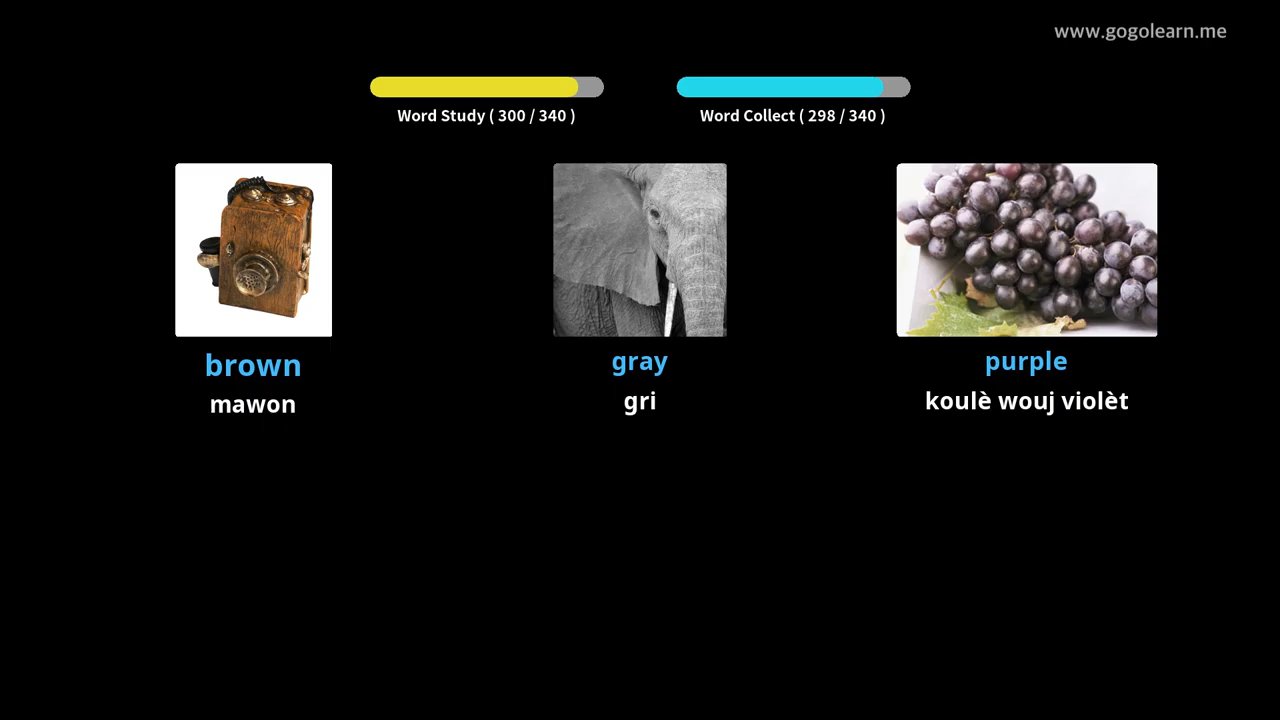 www.gogolearn.me
Word Study ( 300 / 340 )
Word Collect ( 298 / 340 )
brown
mawon
gray
gri
purple
koulè wouj violèt